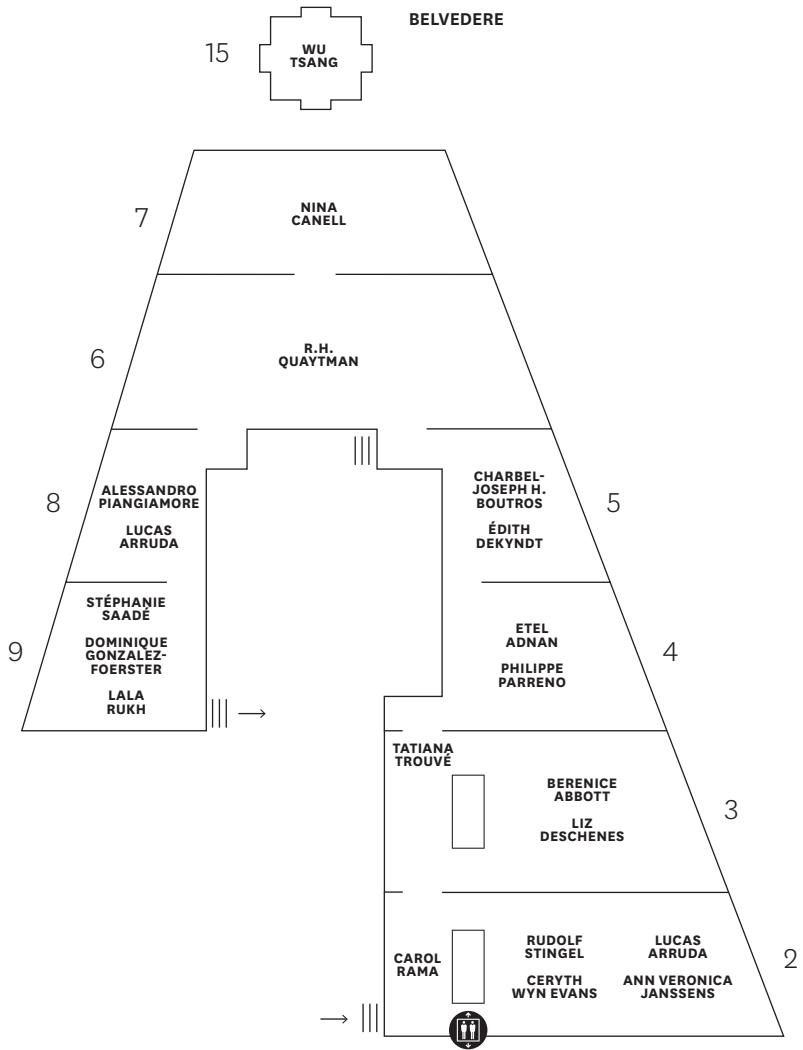 BELVEDERE
15
WU
TSANG
7
NINA
CANELL
6
R.H.
QUAYTMAN
8
ALESSANDRO
PIANGIAMORE
LUCAS
ARRUDA
CHARBEL-
JOSEPH H.
BOUTROS
ÉDITH
DEKYNDT
5
9
STÉPHANIE
SAADÉ
DOMINIQUE
GONZALEZ-
FOERSTER
LALA
RUKH
ETEL
ADNAN
PHILIPPE
PARRENO
4
TATIANA
TROUVÉ
BERENICE
ABBOTT
LIZ
DESCHENES
3
CAROL
RAMA
RUDOLF
STINGEL
CERYTH
WYN EVANS
LUCAS
ARRUDA
ANN VERONICA
JANSSENS
2